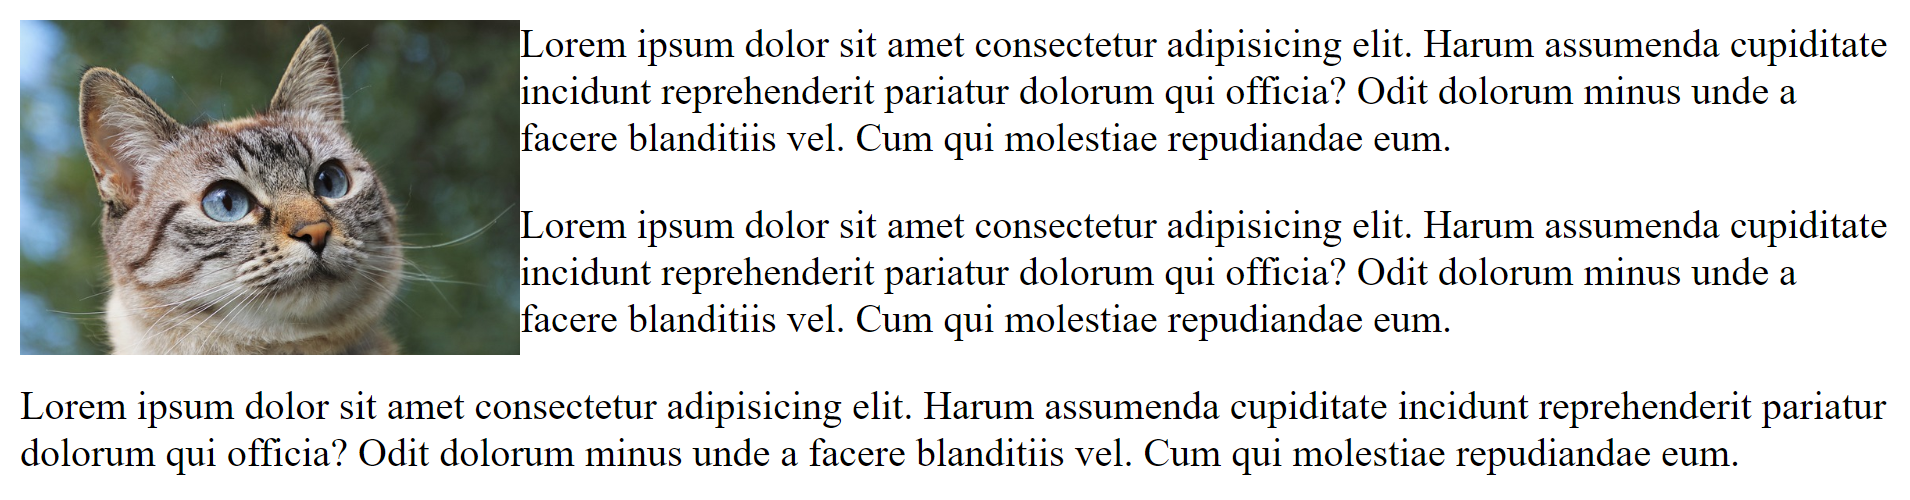 Lorem ipsum dolor sit amet consectetur adipisicing elit. Harum assumenda cupiditate
incidunt reprehenderit pariatur dolorum qui officia? Odit dolorum minus unde a
facere blanditiis vel. Cum qui molestiae repudiandae eum.
Lorem ipsum dolor sit amet consectetur adipisicing elit. Harum assumenda cupiditate
incidunt reprehenderit pariatur dolorum qui officia? Odit dolorum minus unde a
facere blanditiis vel. Cum qui molestiae repudiandae eum.
Lorem ipsum dolor sit amet consectetur adipisicing elit. Harum assumenda cupiditate incidunt reprehenderit pariatur
dolorum qui officia? Odit dolorum minus unde a facere blanditiis vel. Cum qui molestiae repudiandae eum.